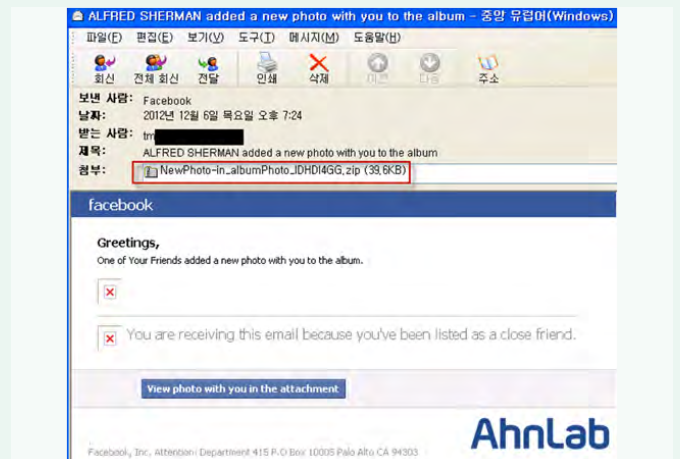 ALFRED SHERMAN added a new photo with you to the album - 중앙 유럽어(Windows)
파일(F) 편집(E) 보기(V) 도구(T) 메시지(M) 도움말(H)
회신 전체 회신 전달 인쇄 삭제 이전 다음 주소
보낸 사람: Facebook
날짜: 2012년 12월 6일 목요일 오후 7:24
받는 사람: tm
제목: ALFRED SHERMAN added a new photo with you to the album
첨부: NewPhoto-in_albumPhoto_IDHDI4GG.zip (39.6KB)
facebook
Greetings,
One of Your Friends added a new photo with you to the album.
You are receiving this email because you've been listed as a close friend.
View photo with you in the attachment
AhnLab
Facebook, Inc. Attention: Department 415 P.O Box 10005 Palo Alto CA 94303